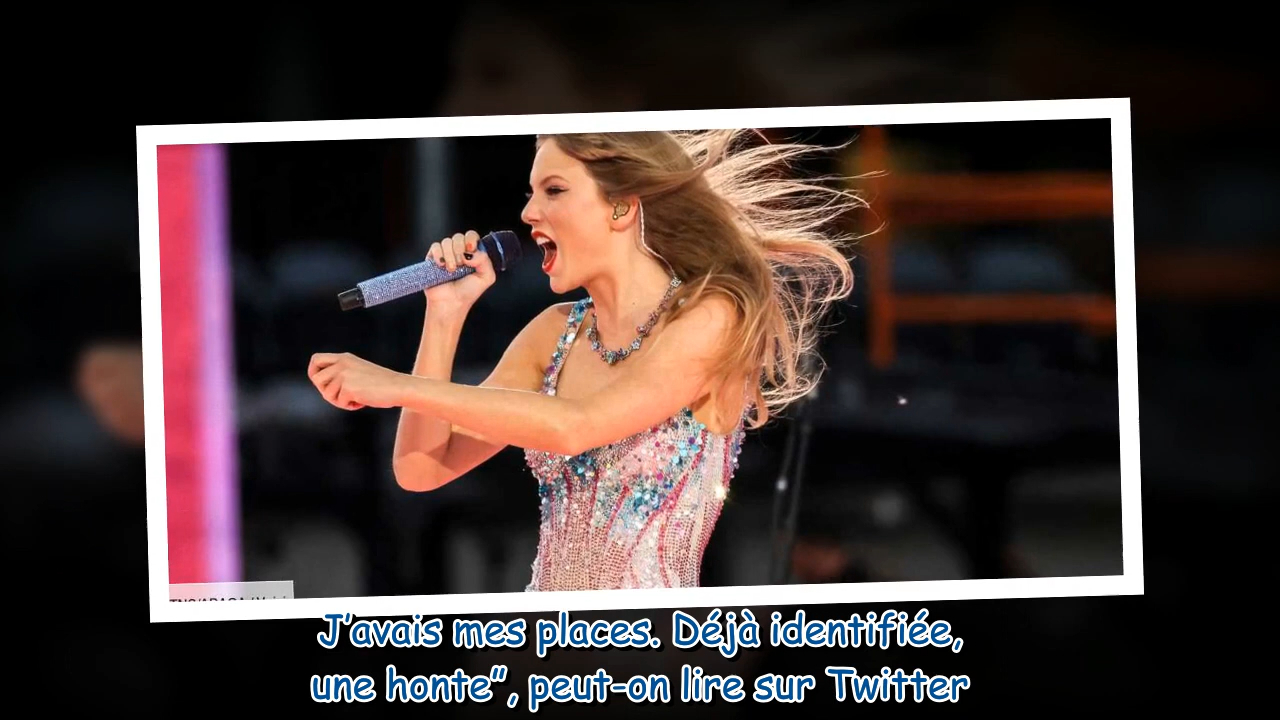 J'avais mes places. Déjà identifiée,
une honte”, peut-on lire sur Twitter